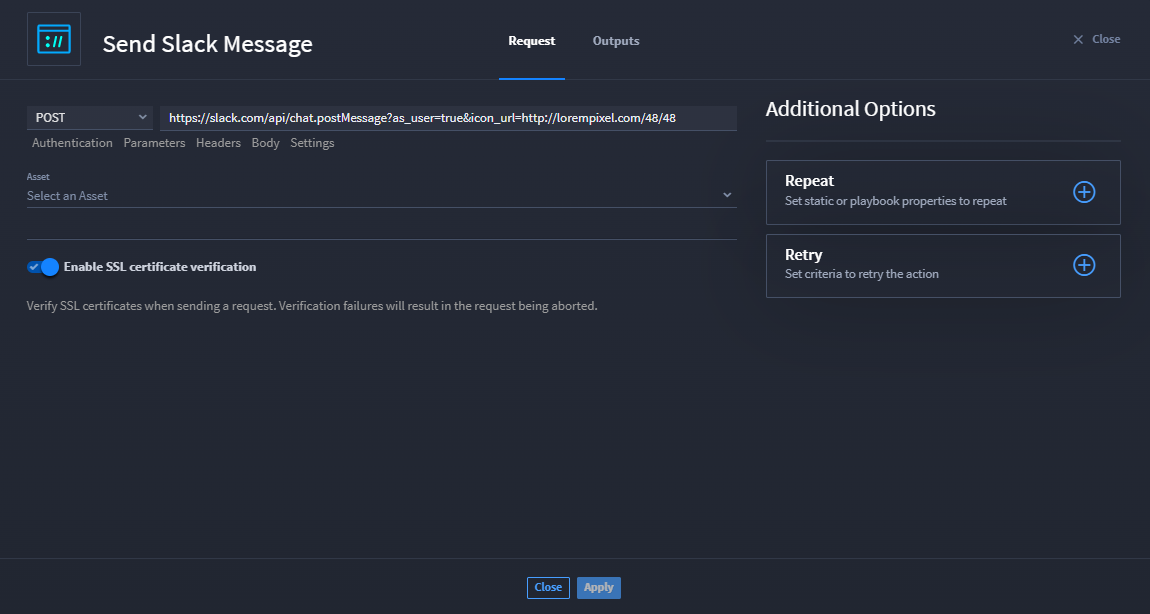 ://
Send Slack Message
Request
Outputs
Close
POST
https://slack.com/api/chat.postMessage?as_user=true&icon_url=http://lorempixel.com/48/48
Authentication Parameters Headers Body Settings
Asset
Select an Asset
Enable SSL certificate verification
Verify SSL certificates when sending a request. Verification failures will result in the request being aborted.
Additional Options
Repeat
Set static or playbook properties to repeat
Retry
Set criteria to retry the action
Close
Apply